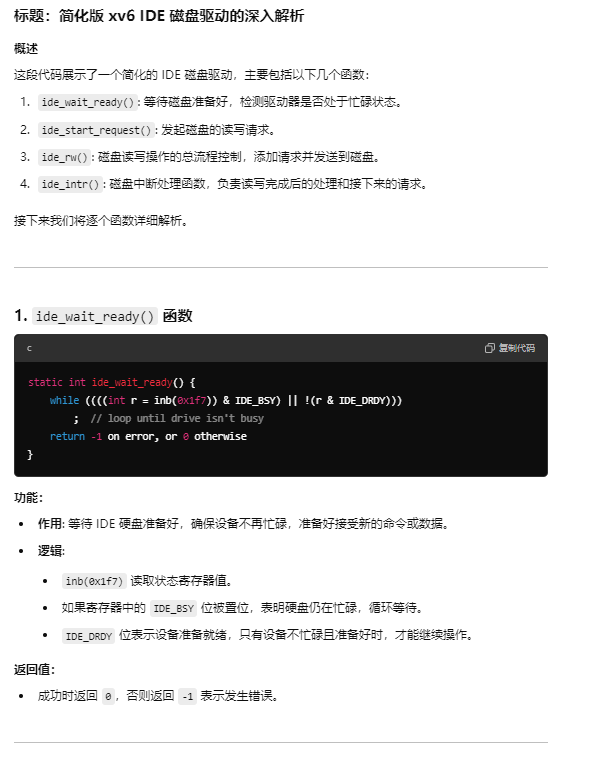 标题：简化版 xv6 IDE 磁盘驱动的深入解析
概述
这段代码展示了一个简化的 IDE 磁盘驱动，主要包括以下几个函数：
1. ide_wait_ready()：等待磁盘准备好，检测驱动器是否处于忙碌状态。
2. ide_start_request()：发起磁盘的读写请求。
3. ide_rw()：磁盘读写操作的总流程控制，添加请求并发送到磁盘。
4. ide_intr()：磁盘中断处理函数，负责读写完成后的处理和接下来的请求。
接下来我们将逐个函数详细解析。
1. ide_wait_ready() 函数
c 复制代码
static int ide_wait_ready() {
    while ((((int r = inb(0x1f7)) & IDE_BSY) || !(r & IDE_DRDY)))
        ;  // loop until drive isn't busy
    return -1 on error, or 0 otherwise
}
功能：
• 作用: 等待 IDE 硬盘准备好，确保设备不再忙碌，准备好接受新的命令或数据。
• 逻辑:
• inb(0x1f7) 读取状态寄存器值。
• 如果寄存器中的 IDE_BSY 位被置位，表明硬盘仍在忙碌，循环等待。
• IDE_DRDY 位表示设备准备就绪，只有设备不忙碌且准备好时，才能继续操作。
返回值：
• 成功时返回 0，否则返回 -1 表示发生错误。